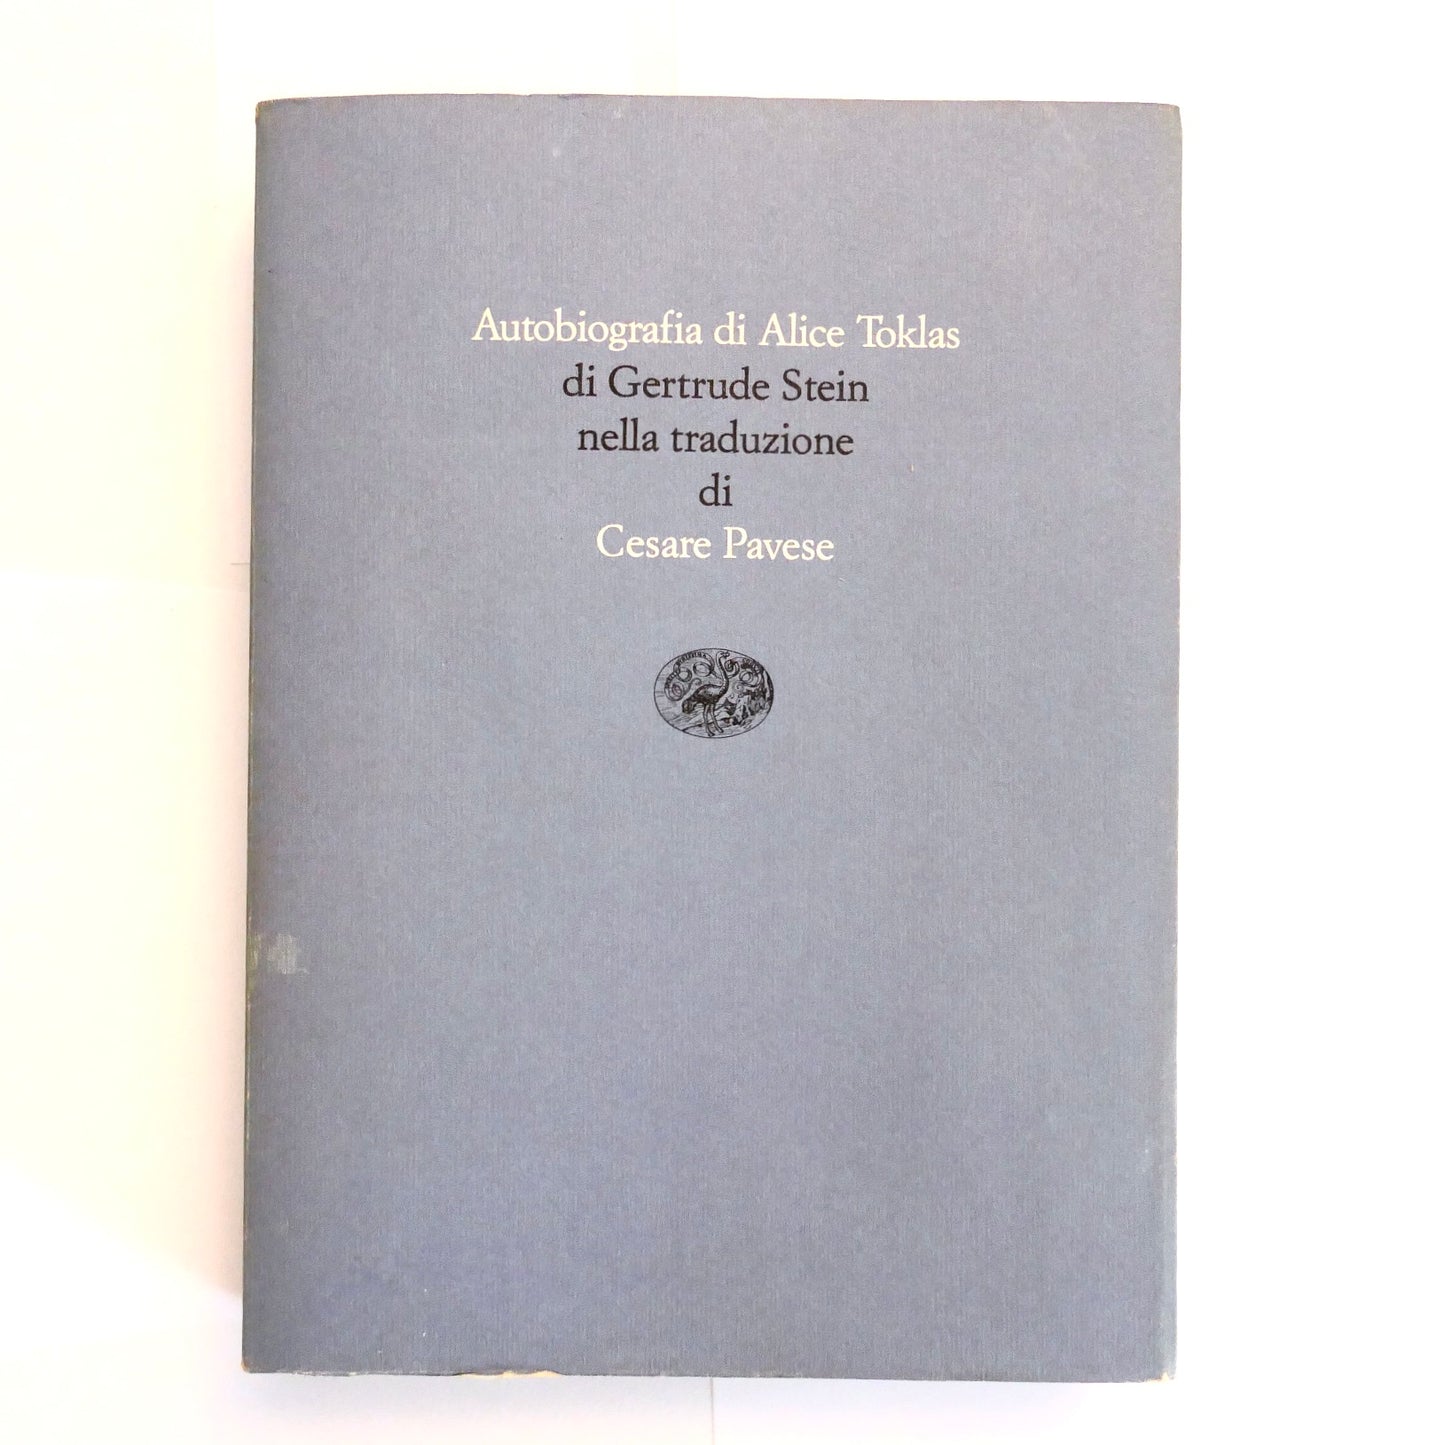 Autobiografia di Alice Toklas
di Gertrude Stein
nella traduzione
di
Cesare Pavese